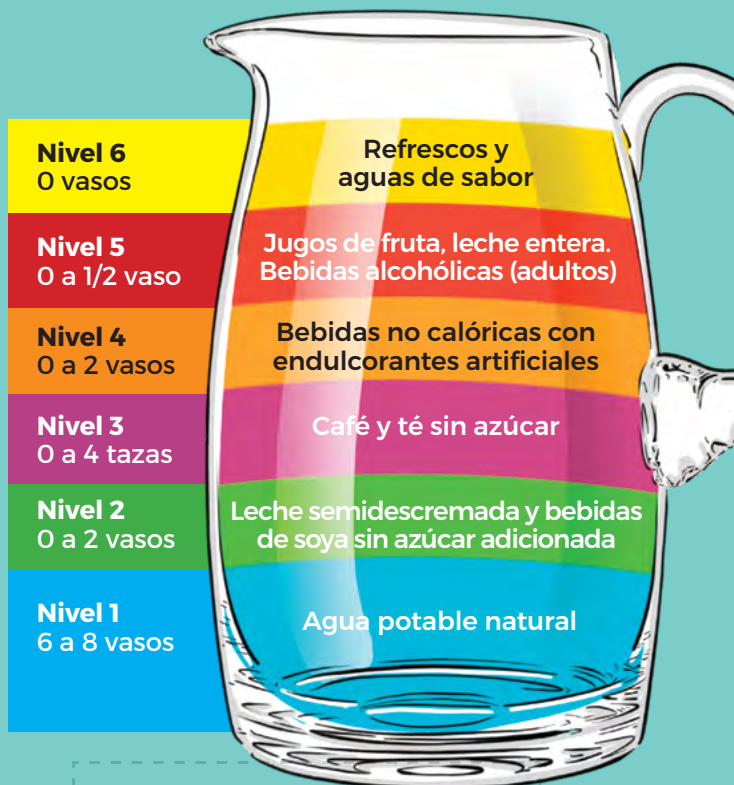 Nivel 6
0 vasos
Refrescos y
aguas de sabor
Nivel 5
0 a 1/2 vaso
Jugos de fruta, leche entera.
Bebidas alcohólicas (adultos)
Nivel 4
0 a 2 vasos
Bebidas no calóricas con
endulcorantes artificiales
Nivel 3
0 a 4 tazas
Café y té sin azúcar
Nivel 2
0 a 2 vasos
Leche semidescremada y bebidas
de soya sin azúcar adicionada
Nivel 1
6 a 8 vasos
Agua potable natural